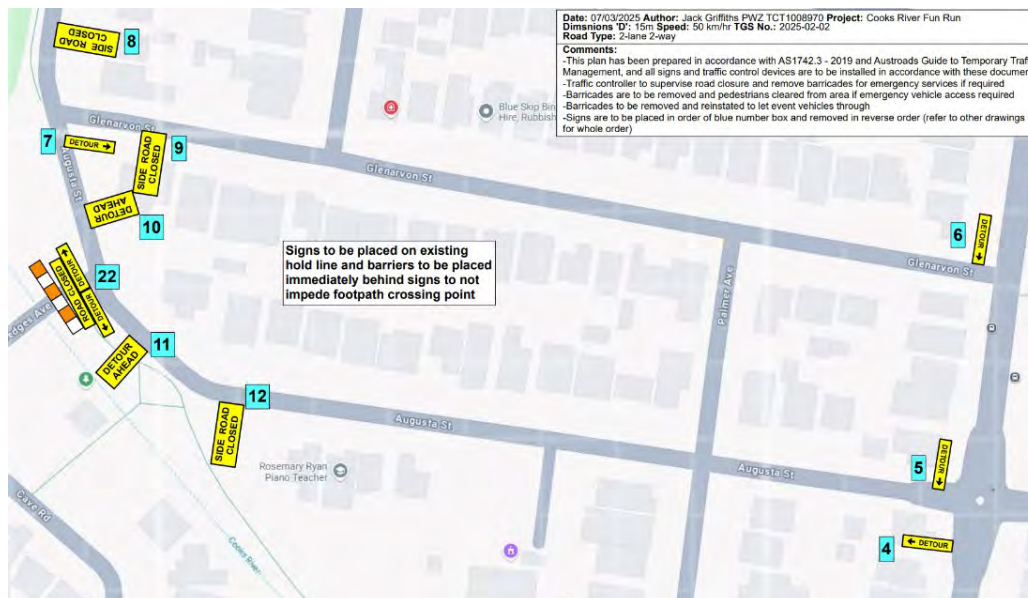 Date: 07/03/2025 Author: Jack Griffiths PWZ TCT1008970 Project: Cooks River Fun Run
Dimsnions 'D': 15m Speed: 50 km/hr TGS No.: 2025-02-02
Road Type: 2-lane 2-way
Comments:
-This plan has been prepared in accordance with AS1742.3 - 2019 and Austroads Guide to Temporary Traf
Management, and all signs and traffic control devices are to be installed in accordance with these documen
-Traffic controller to supervise road closure and remove barricades for emergency services if required
-Barricades are to be removed and pedestrians cleared from area if emergency vehicle access required
-Barricades to be removed and reinstated to let event vehicles through
-Signs are to be placed in order of blue number box and removed in reverse order (refer to other drawings
for whole order)
SIDE ROAD
CLOSED
8
Blue Skip Bin
Hire, Rubbish
Glenarvon St
7
DETOUR →
SIDE ROAD
CLOSED
9
Augusta St
Glenarvon St
DETOUR
AHEAD
10
6
DETOUR →
Glenarvon St
Signs to be placed on existing
hold line and barriers to be placed
immediately behind signs to not
impede footpath crossing point
22
← DETOUR
DETOUR →
ROAD CLOSED
edges Ave
Palmer Ave
11
DETOUR
AHEAD
12
SIDE ROAD
CLOSED
Augusta St
Rosemary Ryan
Piano Teacher
Augusta St
5
DETOUR →
4
← DETOUR
Cave Rd
Cooks River